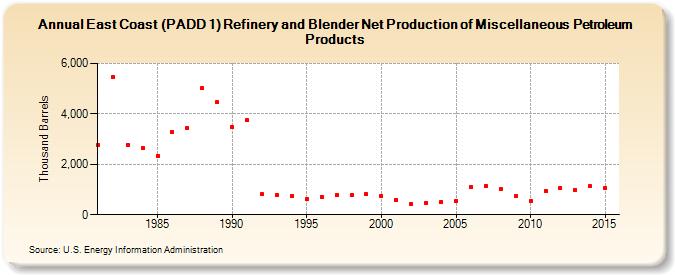 Annual East Coast (PADD 1) Refinery and Blender Net Production of Miscellaneous Petroleum
Products
Thousand Barrels
6,000
4,000
2,000
0
1985
1990
1995
2000
2005
2010
2015
Source: U.S. Energy Information Administration